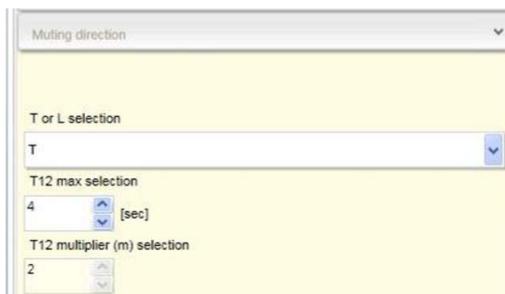 Muting direction
T or L selection
T
T12 max selection
4 [sec]
T12 multiplier (m) selection
2